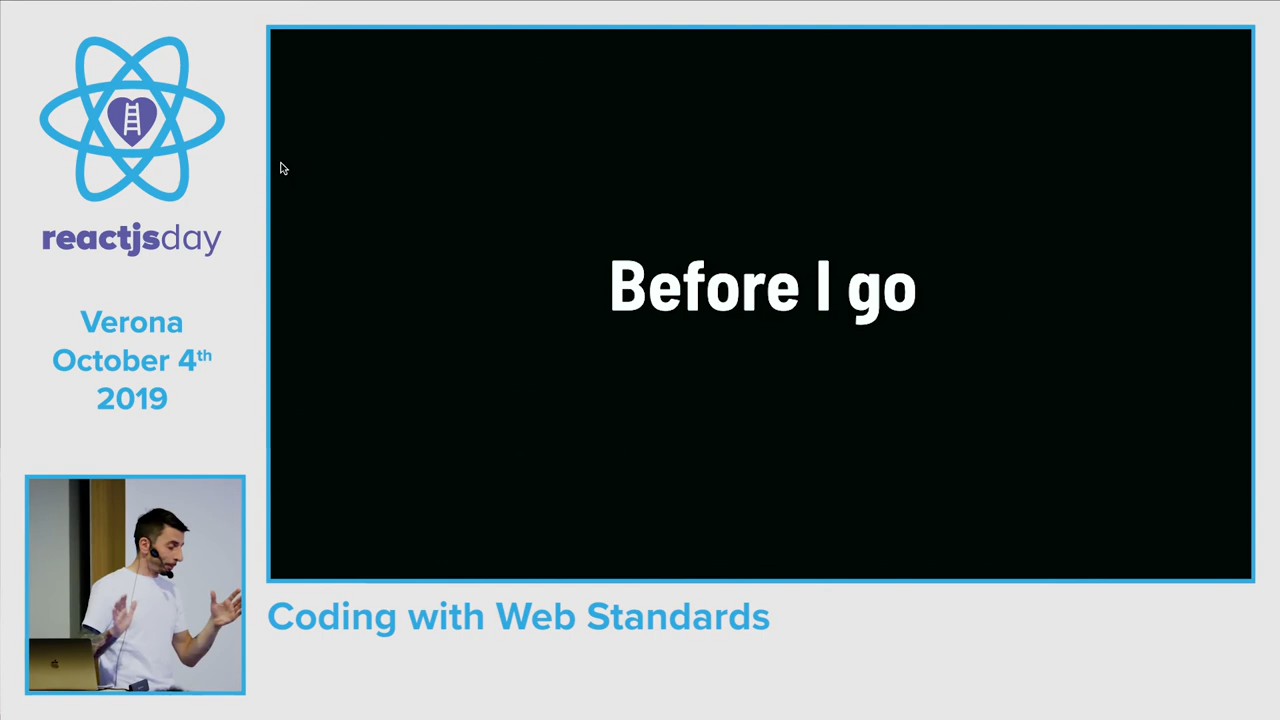 reactjsday
Verona
October 4th
2019
Before I go
Coding with Web Standards